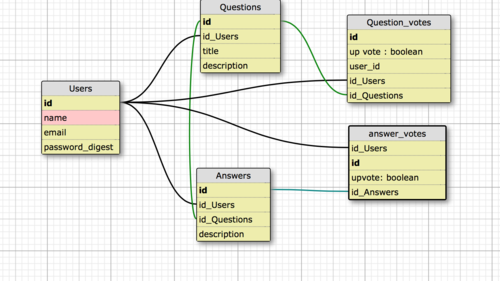 Questions
id
id_Users
title
description
Question_votes
id
up vote : boolean
user_id
id_Users
id_Questions
Users
id
name
email
password_digest
answer_votes
id_Users
id
upvote: boolean
id_Answers
Answers
id
id_Users
id_Questions
description